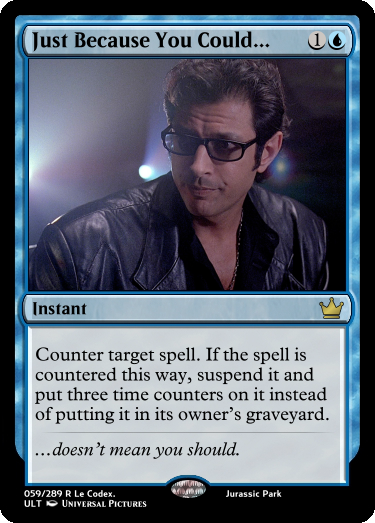 Just Because You Could... 1
Instant
Counter target spell. If the spell is
countered this way, suspend it and
put three time counters on it instead
of putting it in its owner's graveyard.
...doesn't mean you should.
059/289 R Le Codex. Jurassic Park
ULT Universal Pictures